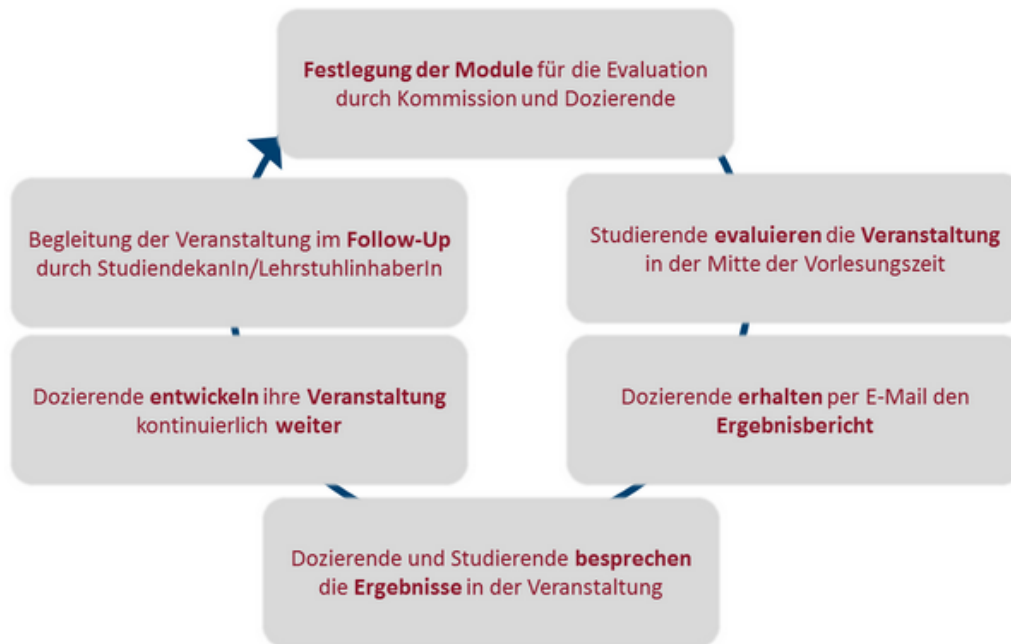 Festlegung der Module für die Evaluation
durch Kommission und Dozierende
Studierende evaluieren die Veranstaltung
in der Mitte der Vorlesungszeit
Dozierende erhalten per E-Mail den
Ergebnisbericht
Dozierende und Studierende besprechen
die Ergebnisse in der Veranstaltung
Dozierende entwickeln ihre Veranstaltung
kontinuierlich weiter
Begleitung der Veranstaltung im Follow-Up
durch StudiendekanIn/LehrstuhlinhaberIn